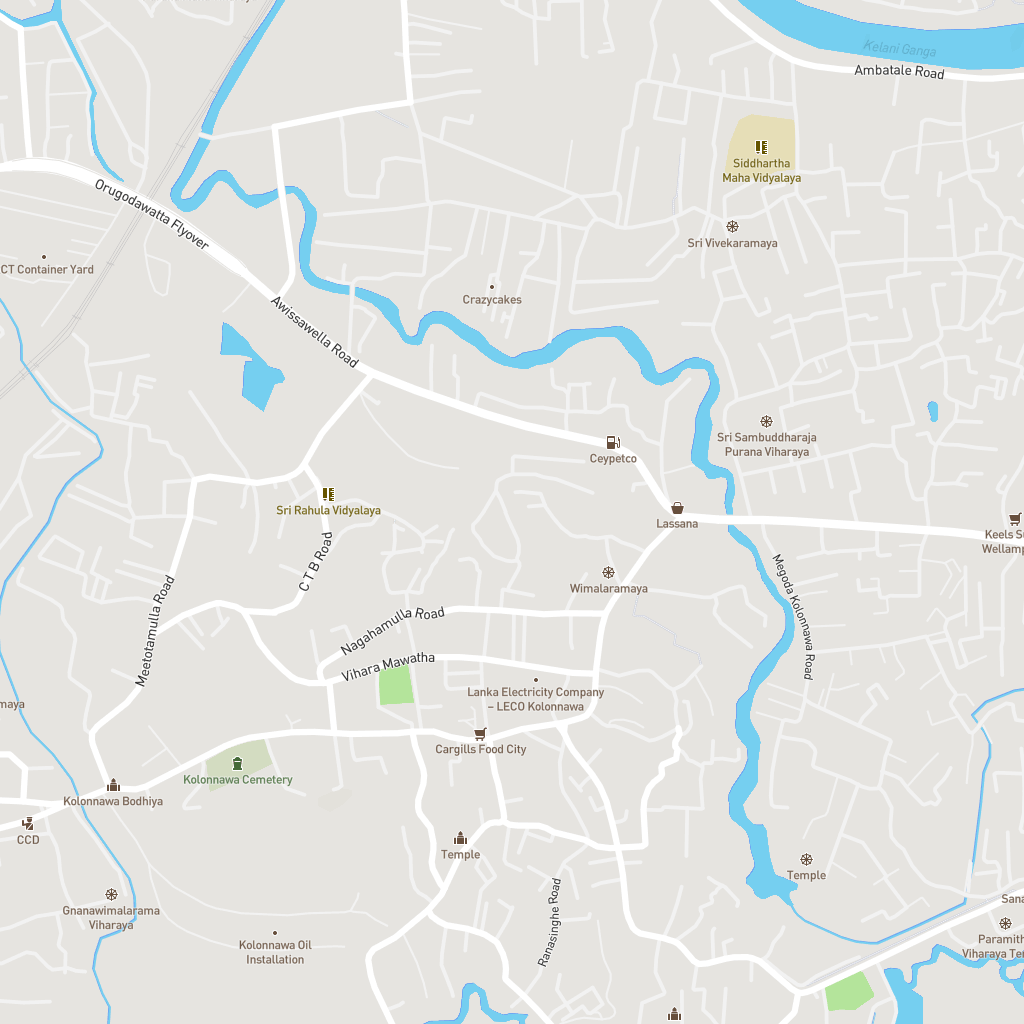 Kelani Ganga
Ambatale Road
Siddhartha
Maha Vidyalaya
Orugodawatta Flyover
Sri Vivekaramaya
CT Container Yard
Crazycakes
Awissawella Road
Sri Sambuddharaja
Purana Viharaya
Ceypetco
Sri Rahula Vidyalaya
Lassana
Keels Su
Wellamp
C T B Road
Wimalaramaya
Megoda Kolonnawa Road
Meetotamulla Road
Nagahamulla Road
Vihara Mawatha
Lanka Electricity Company
– LECO Kolonnawa
maya
Cargills Food City
Kolonnawa Cemetery
Kolonnawa Bodhiya
CCD
Temple
Temple
Ranasinghe Road
Gnanawimalarama
Viharaya
Sana
Paramith
Viharaya Ten
Kolonnawa Oil
Installation